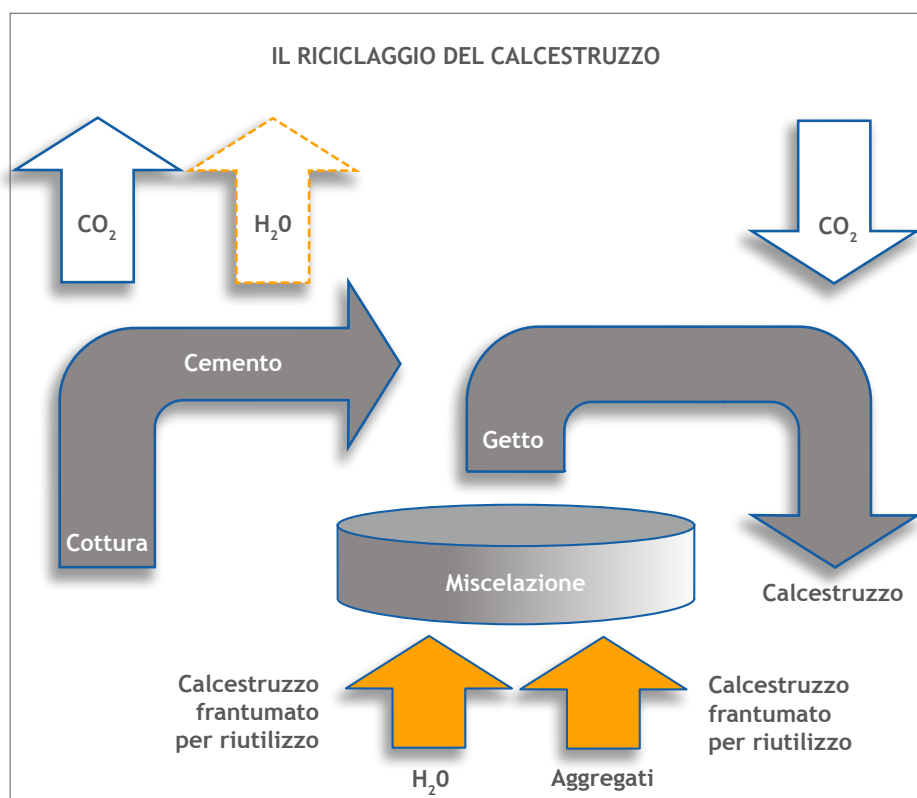 IL RICICLAGGIO DEL CALCESTRUZZO
CO₂
H₂0
CO₂
Cemento
Getto
Cottura
Miscelazione
Calcestruzzo
Calcestruzzo
frantumato
per riutilizzo
Calcestruzzo
frantumato
per riutilizzo
H₂0
Aggregati